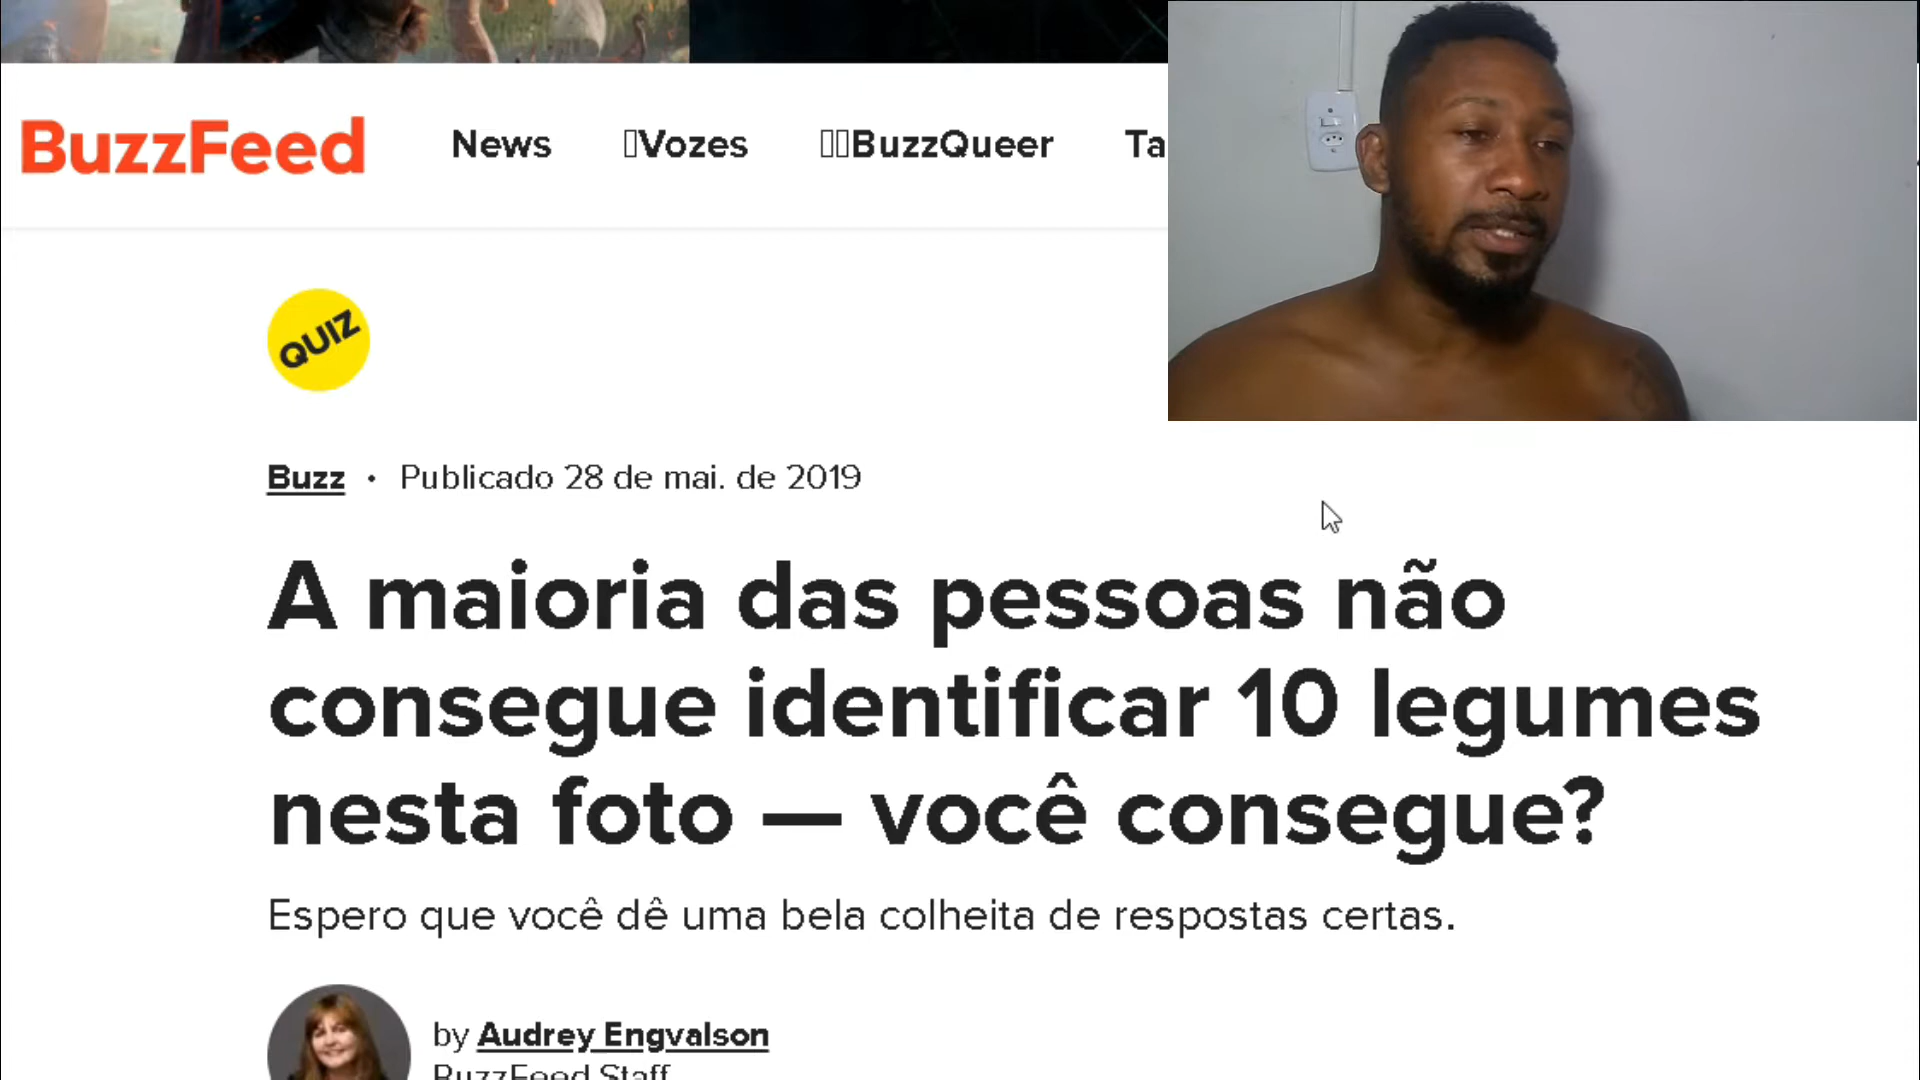 BuzzFeed News Vozes BuzzQueer Ta
QUIZ
Buzz • Publicado 28 de mai. de 2019
A maioria das pessoas não
consegue identificar 10 legumes
nesta foto — você consegue?
Espero que você dê uma bela colheita de respostas certas.
by Audrey Engvalson
BuzzFeed Staff